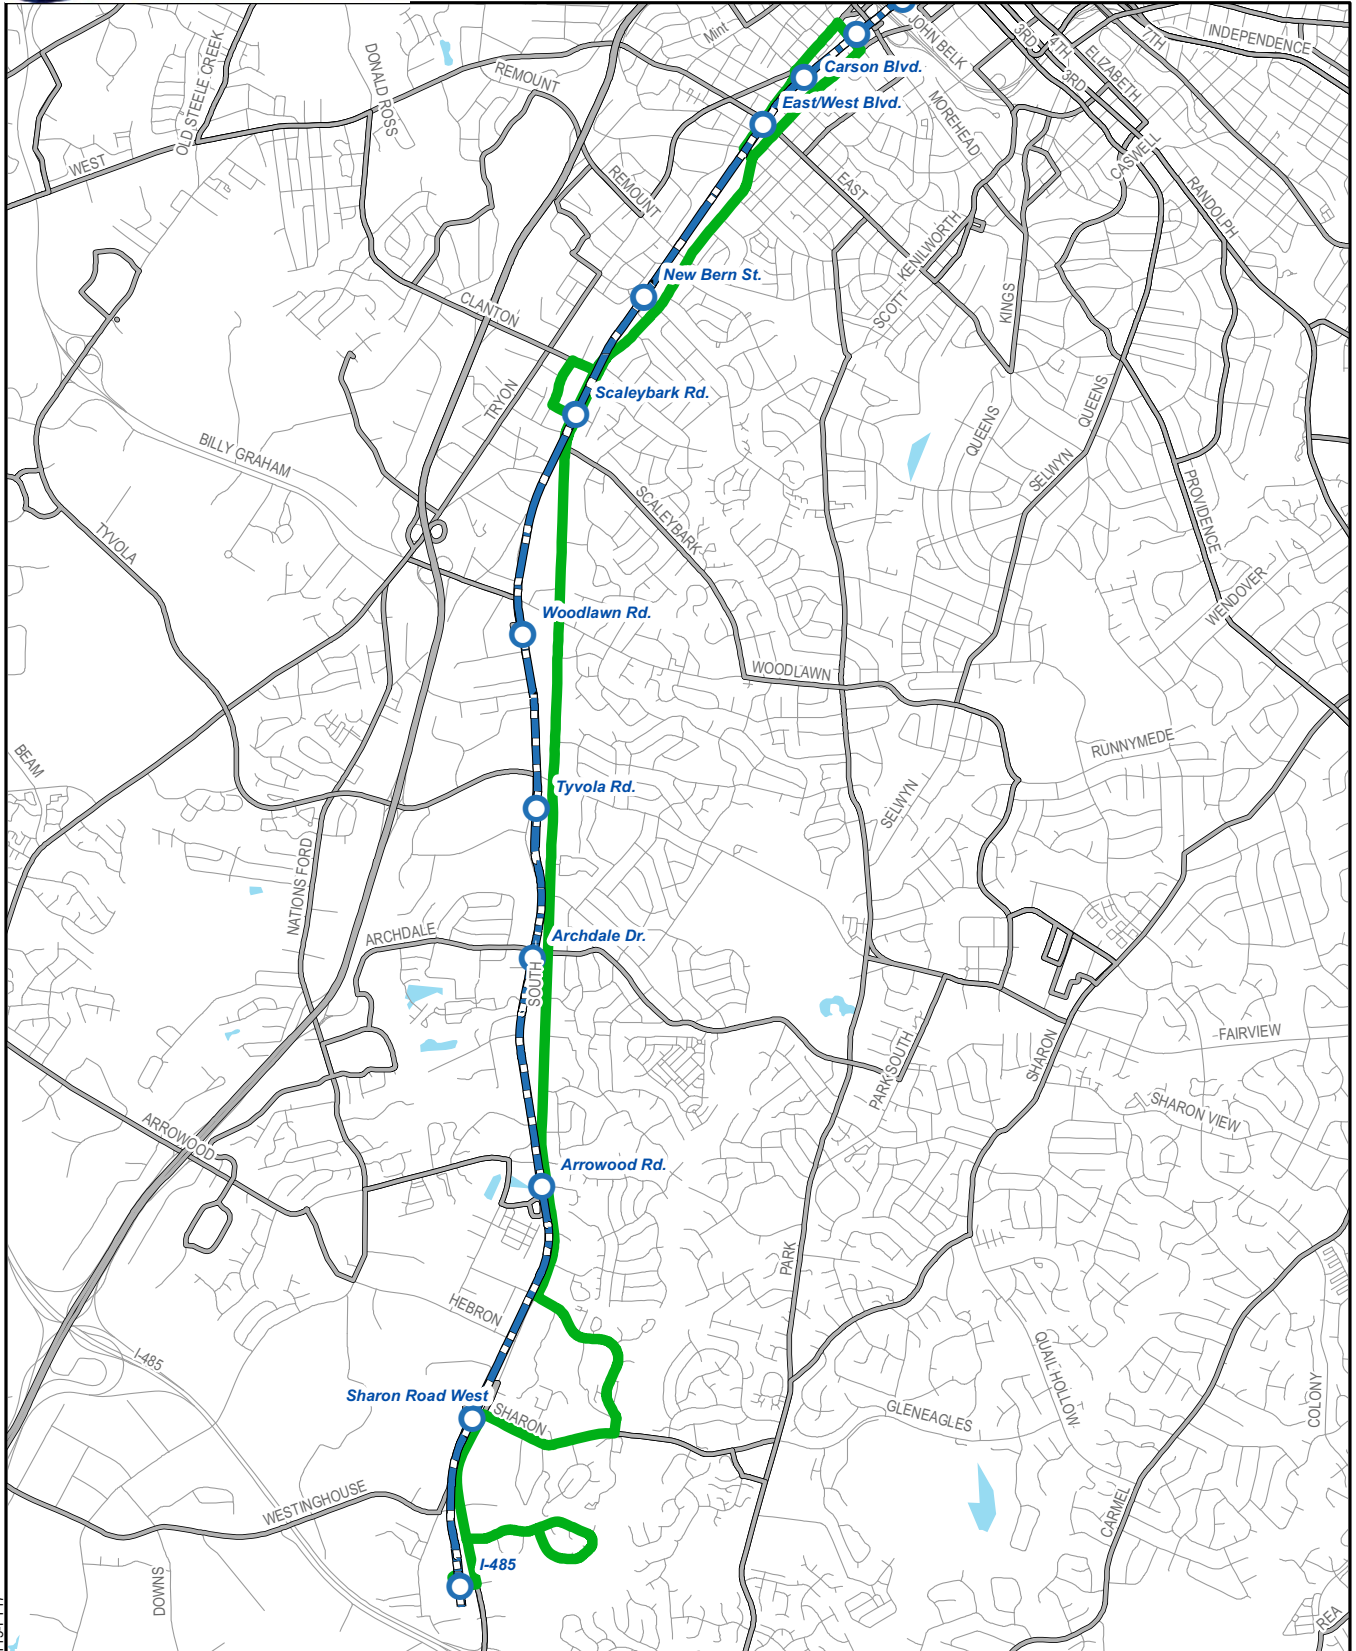 Mint
JOHN BELK
3RD
4TH
3RD
ELIZABETH
7TH
INDEPENDENCE
OLD STEELE CREEK
DONALD ROSS
REMOUNT
Carson Blvd.
East/West Blvd.
MOREHEAD
CASWELL
WEST
REMOUNT
EAST
RANDOLPH
KENILWORTH
SCOTT
KINGS
New Bern St.
CLANTON
TRYON
Scaleybark Rd.
QUEENS
QUEENS
BILLY GRAHAM
SELWYN
SCALEYBARK
PROVIDENCE
TYVOLA
WENDOVER
Woodlawn Rd.
WOODLAWN
RUNNYMEDE
BEAM
Tyvola Rd.
SELWYN
NATIONS FORD
ARCHDALE
Archdale Dr.
SOUTH
PARK SOUTH
SHARON
FAIRVIEW
SHARON VIEW
ARROWOOD
Arrowood Rd.
PARK
HEBRON
I-485
QUAIL HOLLOW
COLONY
Sharon Road West
SHARON
GLENEAGLES
WESTINGHOUSE
CARMEL
I-485
DOWNS
REA